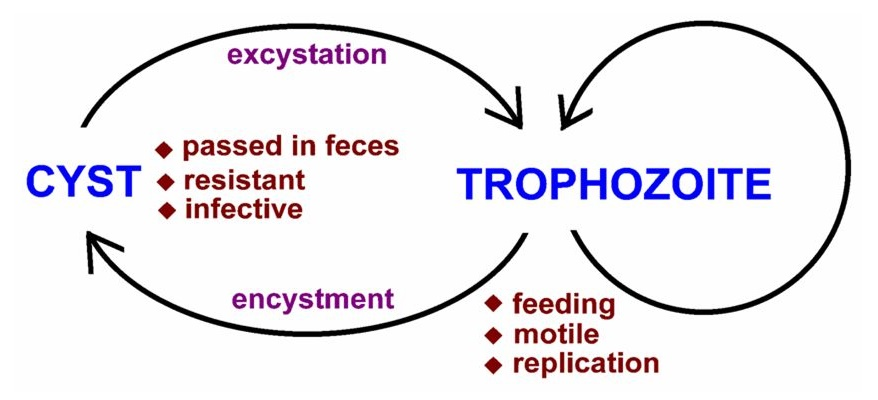 excystation
CYST
◆ passed in feces
◆ resistant
◆ infective
TROPHOZOITE
encystment
◆ feeding
◆ motile
◆ replication